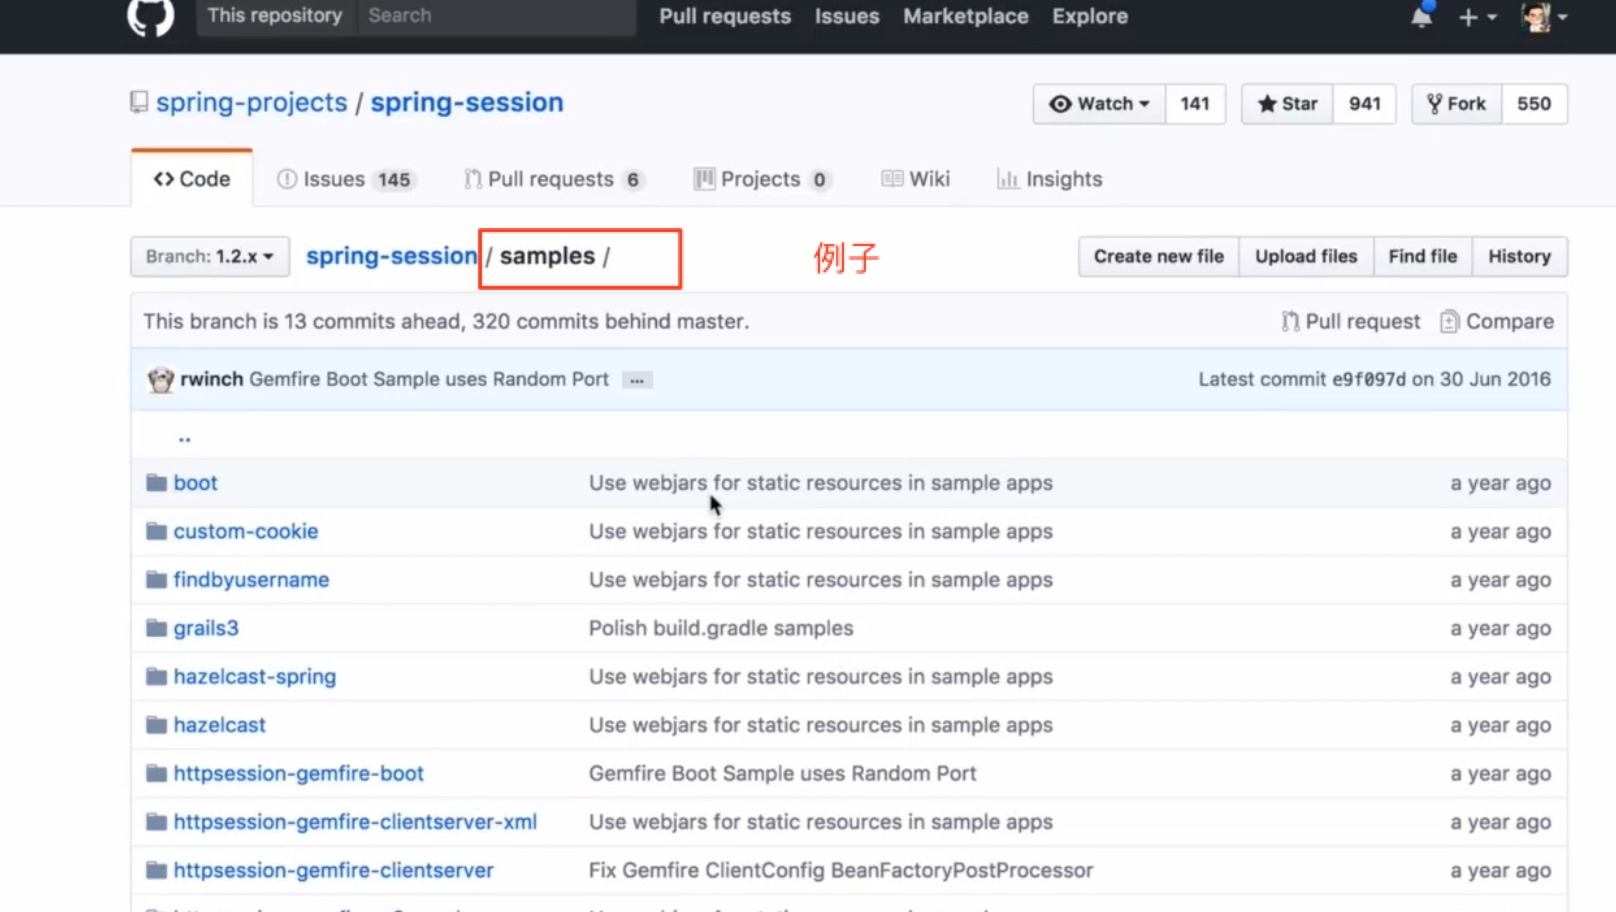 This repository Search Pull requests Issues Marketplace Explore
spring-projects / spring-session Watch 141 Star 941 Fork 550
Code Issues 145 Pull requests 6 Projects 0 Wiki Insights
Branch: 1.2.x spring-session / samples / 例子 Create new file Upload files Find file History
This branch is 13 commits ahead, 320 commits behind master. Pull request Compare
rwinch Gemfire Boot Sample uses Random Port ... Latest commit e9f097d on 30 Jun 2016
..
boot Use webjars for static resources in sample apps a year ago
custom-cookie Use webjars for static resources in sample apps a year ago
findbyusername Use webjars for static resources in sample apps a year ago
grails3 Polish build.gradle samples a year ago
hazelcast-spring Use webjars for static resources in sample apps a year ago
hazelcast Use webjars for static resources in sample apps a year ago
httpsession-gemfire-boot Gemfire Boot Sample uses Random Port a year ago
httpsession-gemfire-clientserver-xml Use webjars for static resources in sample apps a year ago
httpsession-gemfire-clientserver Fix Gemfire ClientConfig BeanFactoryPostProcessor a year ago